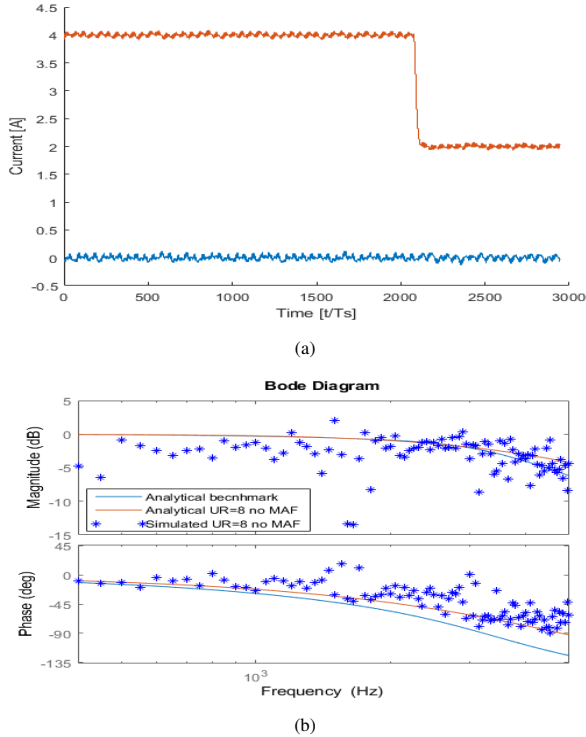 4.5
4
3.5
3
2.5
2
1.5
1
0.5
0
-0.5
Current [A]
0 500 1000 1500 2000 2500 3000
Time [t/Ts]
(a)
Bode Diagram
5
0
-5
-10
-15
Magnitude (dB)
Analytical becnhmark
Analytical UR=8 no MAF
Simulated UR=8 no MAF
45
0
-45
-90
-135
Phase (deg)
10³
Frequency (Hz)
(b)